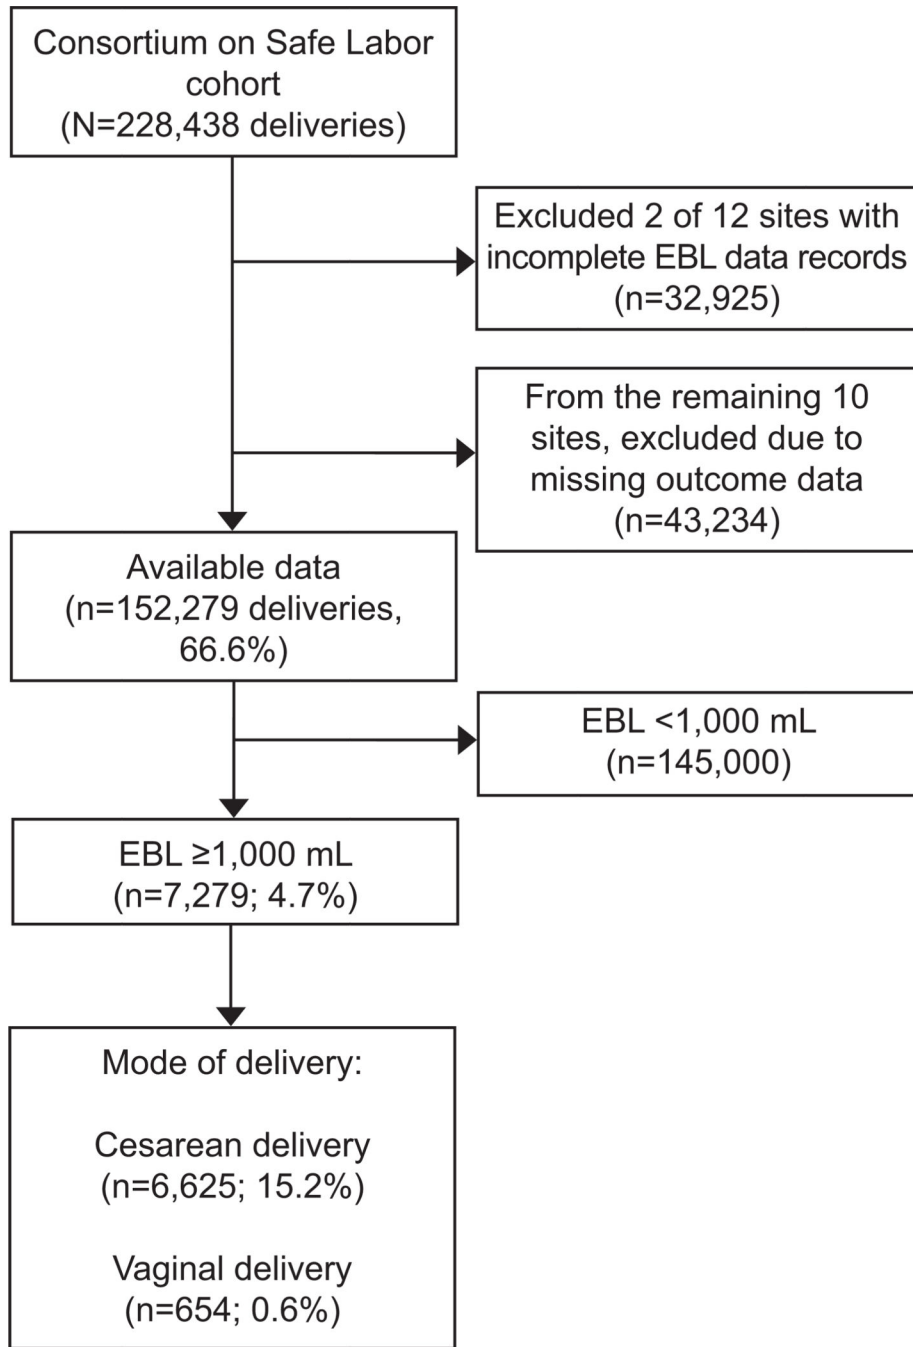 Consortium on Safe Labor
cohort
(N=228,438 deliveries)
Excluded 2 of 12 sites with
incomplete EBL data records
(n=32,925)
From the remaining 10
sites, excluded due to
missing outcome data
(n=43,234)
Available data
(n=152,279 deliveries,
66.6%)
EBL <1,000 mL
(n=145,000)
EBL ≥1,000 mL
(n=7,279; 4.7%)
Mode of delivery:
Cesarean delivery
(n=6,625; 15.2%)
Vaginal delivery
(n=654; 0.6%)